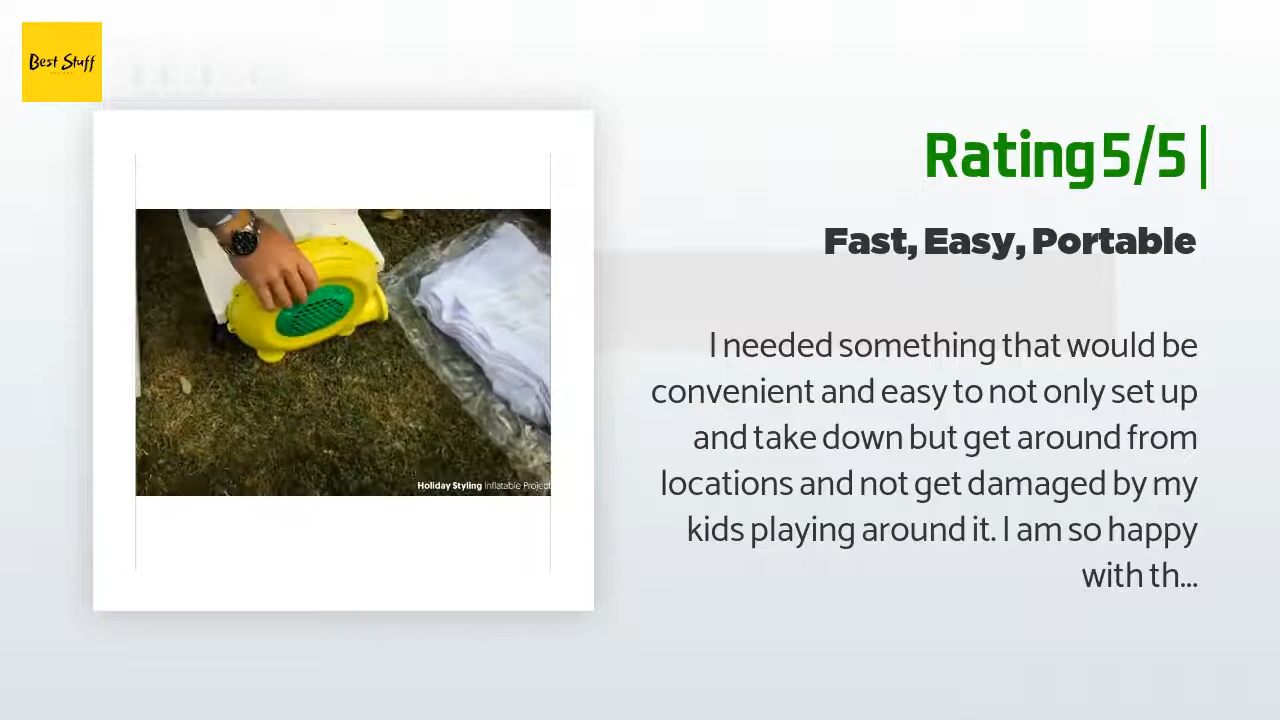 Best Stuff
Rating 5/5 |
Fast, Easy, Portable
I needed something that would be
convenient and easy to not only set up
and take down but get around from
locations and not get damaged by my
kids playing around it. I am so happy
with th...
Holiday Styling Inflatable Project